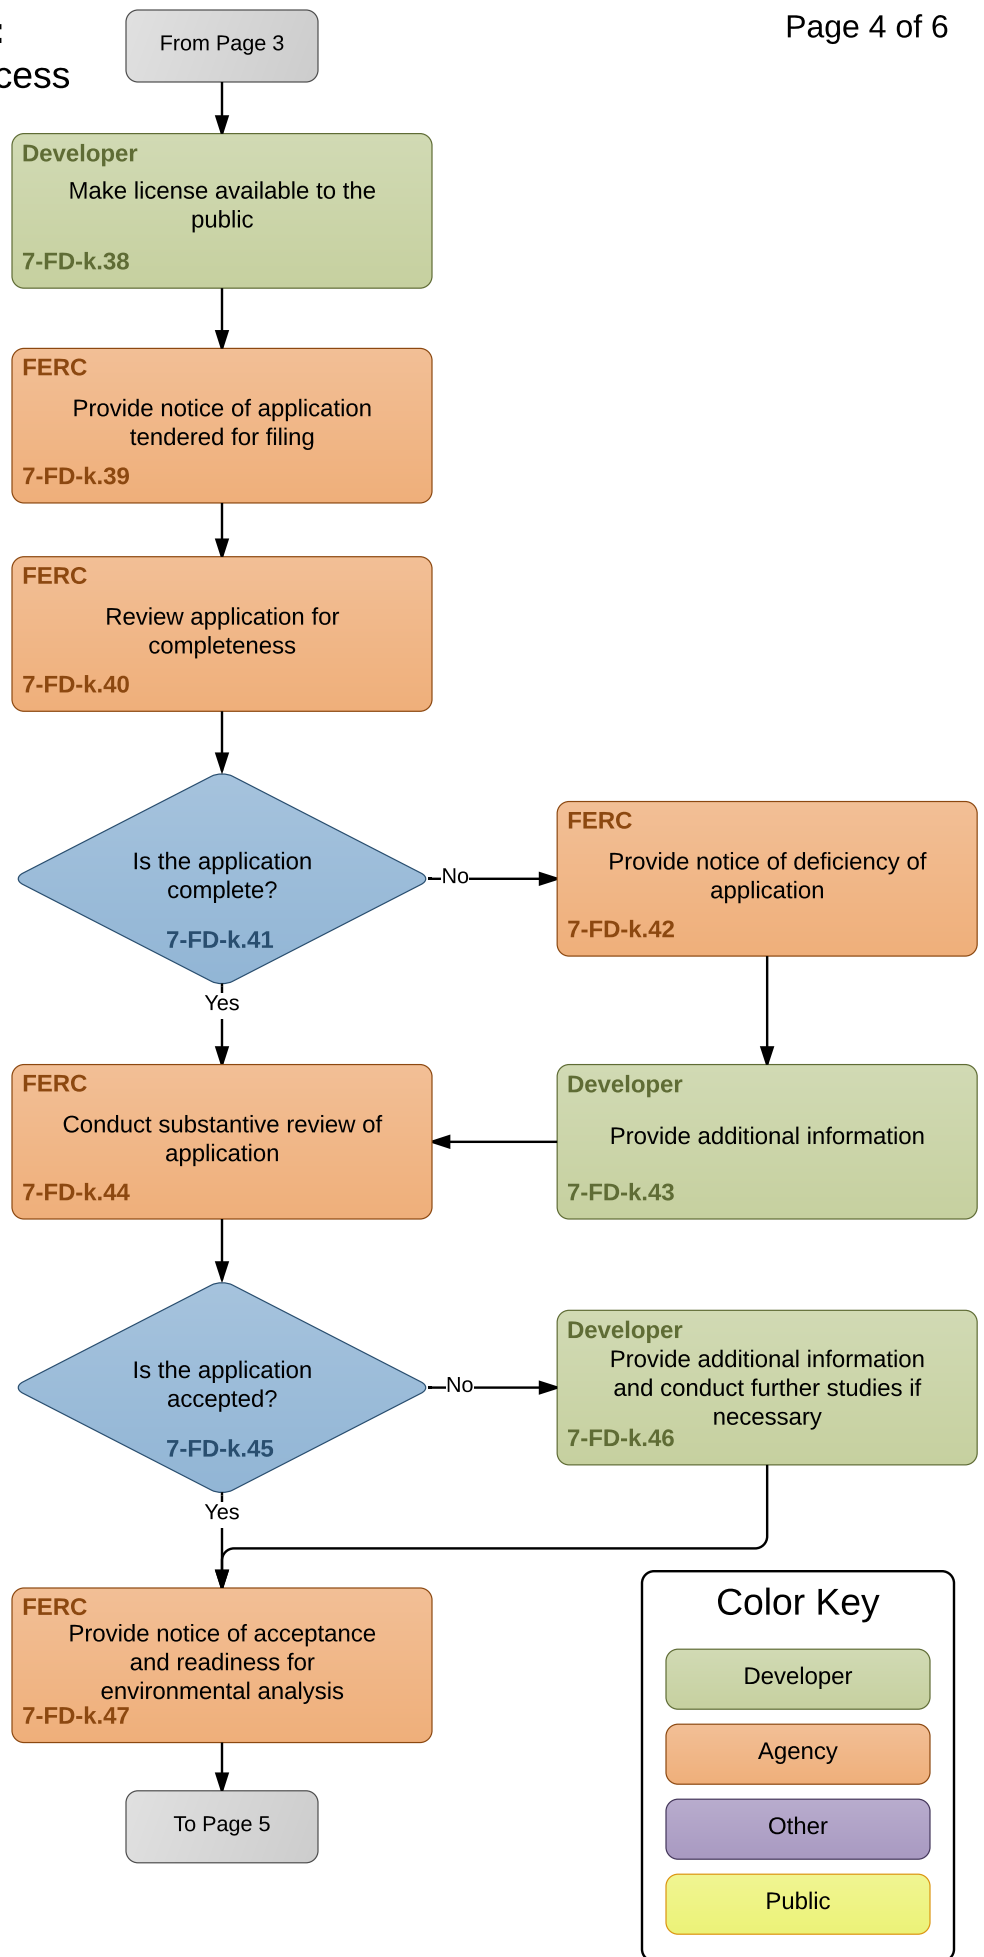 :
cess
Page 4 of 6
From Page 3
Developer
Make license available to the
public
7-FD-k.38
FERC
Provide notice of application
tendered for filing
7-FD-k.39
FERC
Review application for
completeness
7-FD-k.40
Is the application
complete?
7-FD-k.41
No
Yes
FERC
Provide notice of deficiency of
application
7-FD-k.42
Developer
Provide additional information
7-FD-k.43
FERC
Conduct substantive review of
application
7-FD-k.44
Is the application
accepted?
7-FD-k.45
No
Yes
Developer
Provide additional information
and conduct further studies if
necessary
7-FD-k.46
FERC
Provide notice of acceptance
and readiness for
environmental analysis
7-FD-k.47
To Page 5
Color Key
Developer
Agency
Other
Public